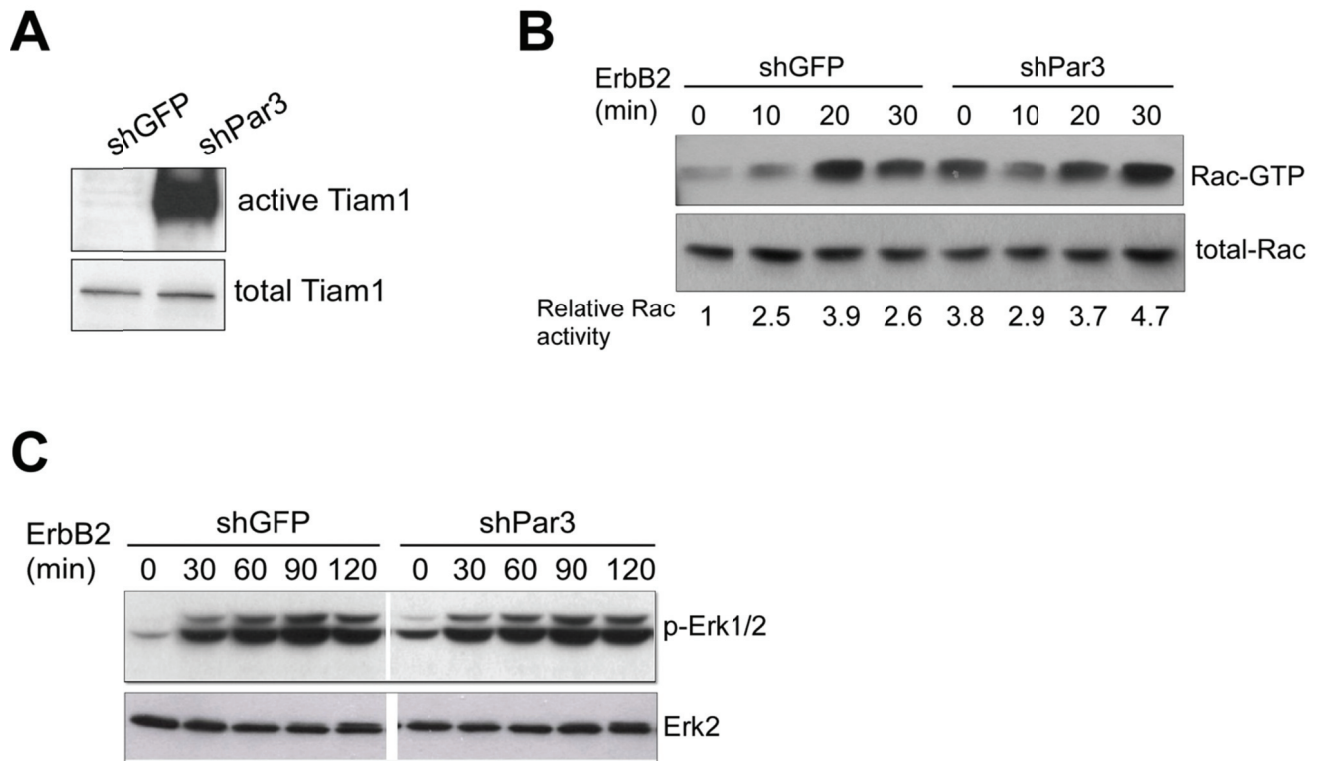 A
shGFP
shPar3
active Tiam1
total Tiam1
B
ErbB2
(min)
shGFP
shPar3
0 10 20 30 0 10 20 30
Rac-GTP
total-Rac
Relative Rac
activity
1 2.5 3.9 2.6 3.8 2.9 3.7 4.7
C
ErbB2
(min)
shGFP
shPar3
0 30 60 90 120 0 30 60 90 120
p-Erk1/2
Erk2